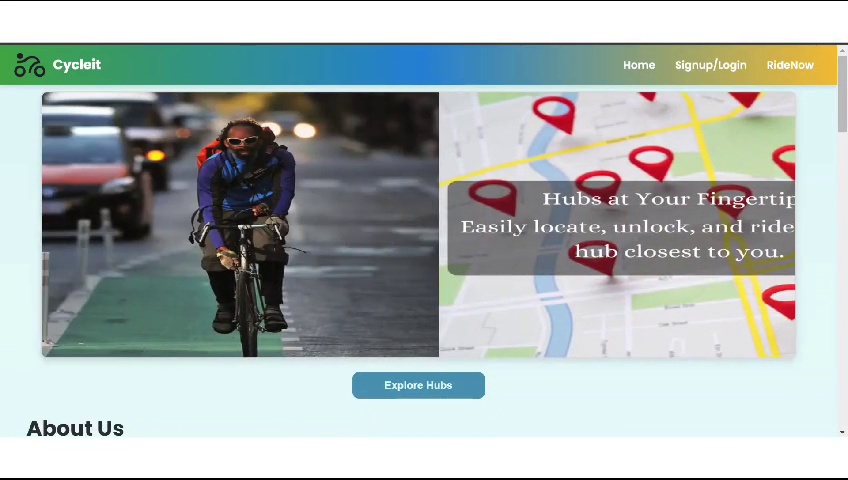 Cycleit
Home Signup/Login RideNow
Hubs at Your Fingertip
Easily locate, unlock, and ride
hub closest to you.
Explore Hubs
About Us